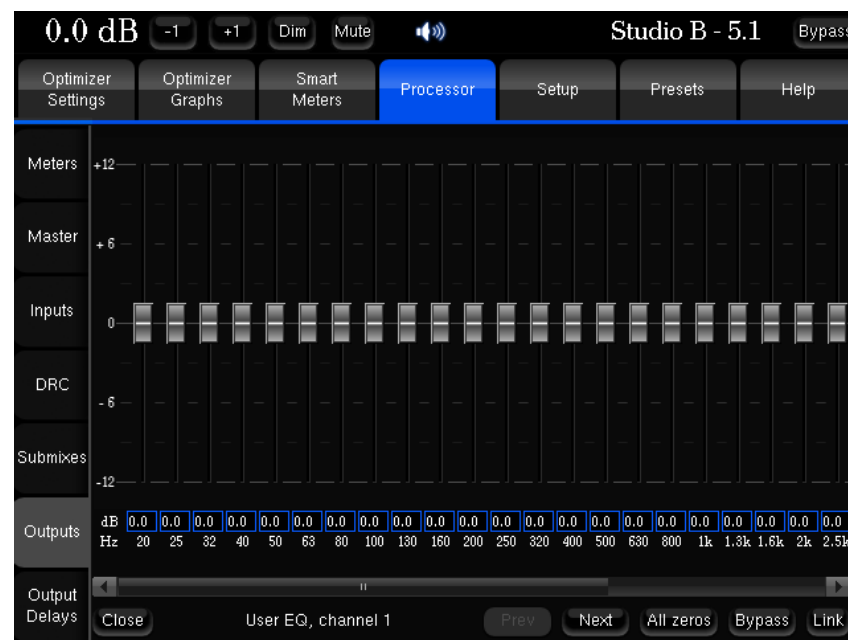 0.0 dB -1 +1 Dim Mute Studio B - 5.1 Bypass
Optimizer Settings Optimizer Graphs Smart Meters Processor Setup Presets Help
Meters
Master
Inputs
DRC
Submixes
Outputs
Output Delays
+12
+ 6
0
- 6
-12
dB 0.0 0.0 0.0 0.0 0.0 0.0 0.0 0.0 0.0 0.0 0.0 0.0 0.0 0.0 0.0 0.0 0.0 0.0 0.0 0.0 0.0 0.0
Hz 20 25 32 40 50 63 80 100 130 160 200 250 320 400 500 630 800 1k 1.3k 1.6k 2k 2.5k
Close User EQ, channel 1 Prev Next All zeros Bypass Link